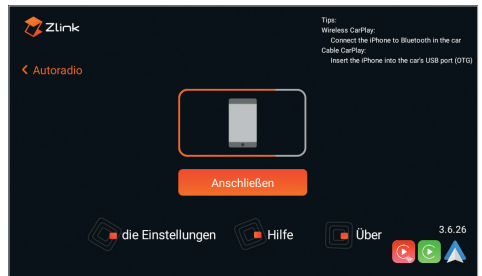 Zlink
Tips:
Wireless CarPlay:
Connect the iPhone to Bluetooth in the car
Cable CarPlay:
Insert the iPhone into the car's USB port (OTG)
Autoradio
Anschließen
die Einstellungen
Hilfe
Über
3.6.26